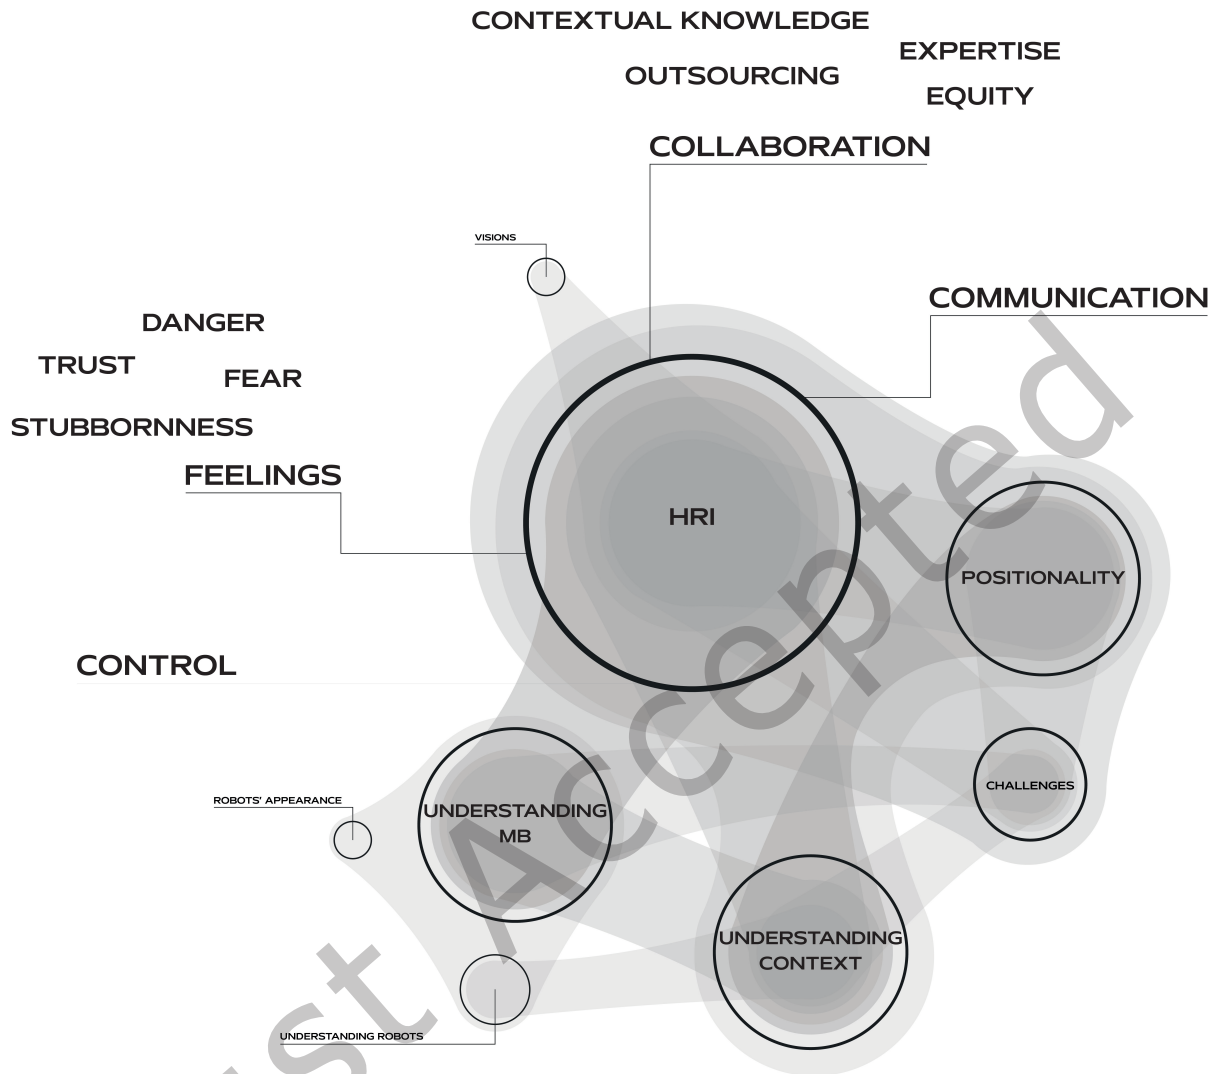 CONTEXTUAL KNOWLEDGE
EXPERTISE
OUTSOURCING
EQUITY
COLLABORATION
VISIONS
COMMUNICATION
DANGER
TRUST
FEAR
STUBBORNNESS
FEELINGS
HRI
POSITIONALITY
CONTROL
CHALLENGES
ROBOTS' APPEARANCE
UNDERSTANDING
MB
UNDERSTANDING
CONTEXT
UNDERSTANDING ROBOTS
st Accepted